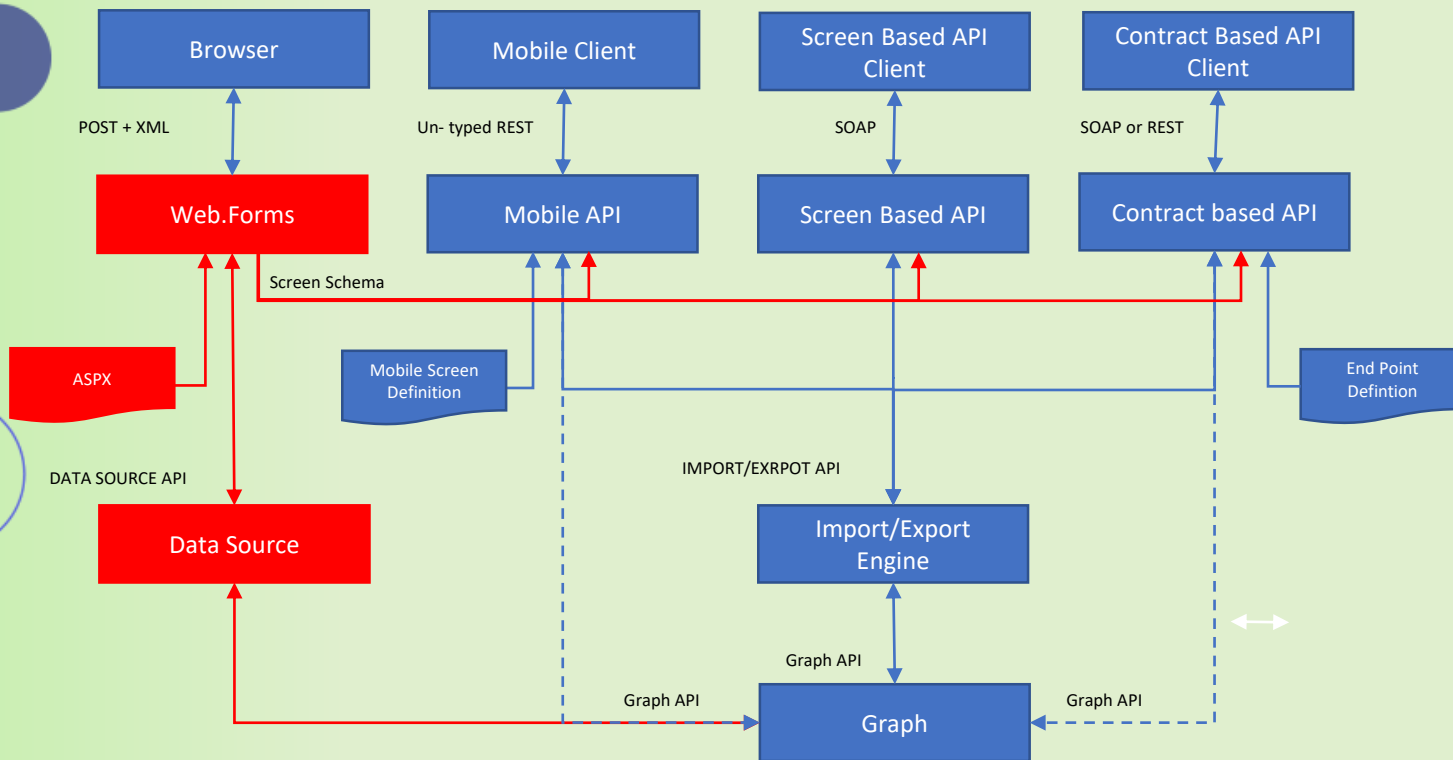 Browser
Mobile Client
Screen Based API
Client
Contract Based API
Client
POST + XML
Un- typed REST
SOAP
SOAP or REST
Web.Forms
Mobile API
Screen Based API
Contract based API
Screen Schema
ASPX
Mobile Screen
Definition
End Point
Defintion
DATA SOURCE API
IMPORT/EXRPOT API
Data Source
Import/Export
Engine
Graph API
Graph API
Graph API
Graph